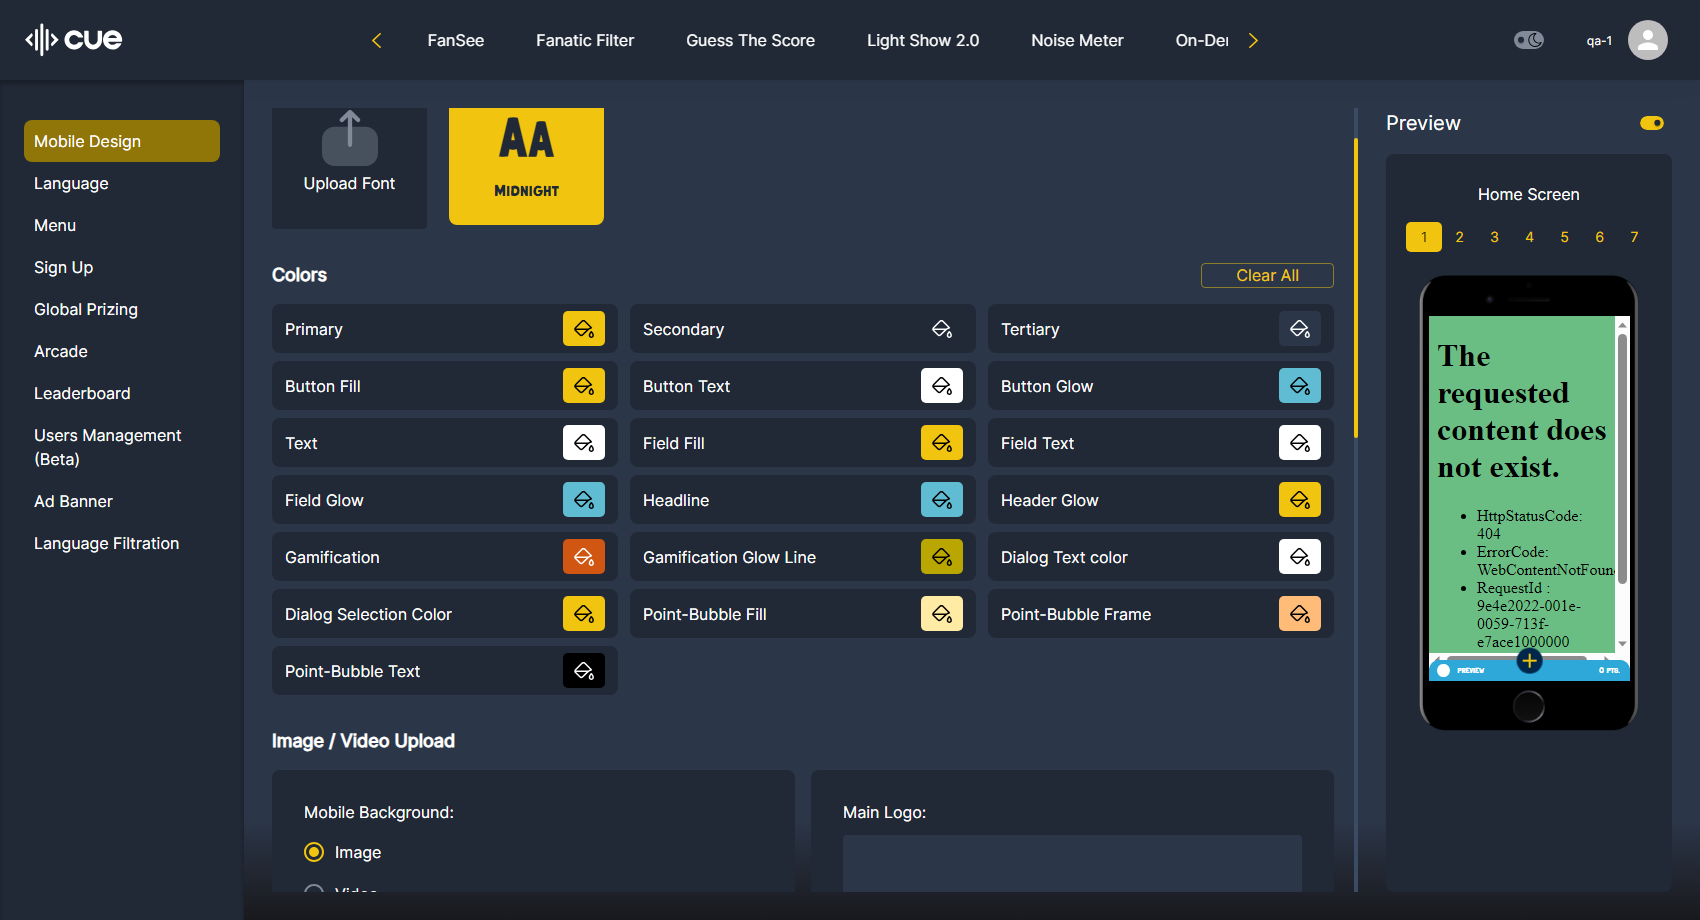 cue
FanSee
Fanatic Filter
Guess The Score
Light Show 2.0
Noise Meter
On-De
qa-1
Mobile Design
Language
Menu
Sign Up
Global Prizing
Arcade
Leaderboard
Users Management
(Beta)
Ad Banner
Language Filtration
Upload Font
AA
MIDNIGHT
Colors
Clear All
Primary
Secondary
Tertiary
Button Fill
Button Text
Button Glow
Text
Field Fill
Field Text
Field Glow
Headline
Header Glow
Gamification
Gamification Glow Line
Dialog Text color
Dialog Selection Color
Point-Bubble Fill
Point-Bubble Frame
Point-Bubble Text
Image / Video Upload
Mobile Background:
Image
Video
Main Logo:
Preview
Home Screen
1 2 3 4 5 6 7
The
requested
content does
not exist.
• HttpStatusCode:
404
• ErrorCode:
WebContentNotFoun
• RequestId :
9e4e2022-001e-
0059-713f-
e7ace1000000
PREVIEW
0 PTS.